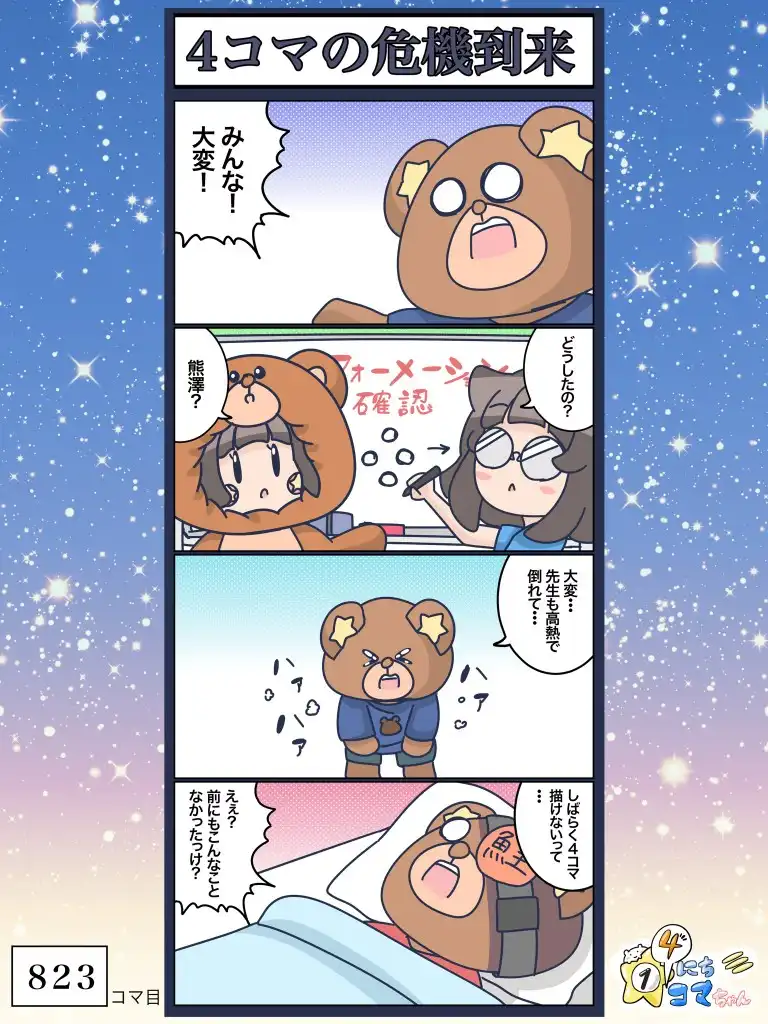 4コマの危機到来
みんな！
大変！
どうしたの？
フォーメーション
確認
熊澤？
大変…
先生も高熱で
倒れて…
ハァ
ハァ
ハァ
しばらく4コマ
描けないって
…
鮭
えぇ？
前にもこんなこと
なかったっけ？
823
コマ目
1
にち
4
コマ
ちゃん